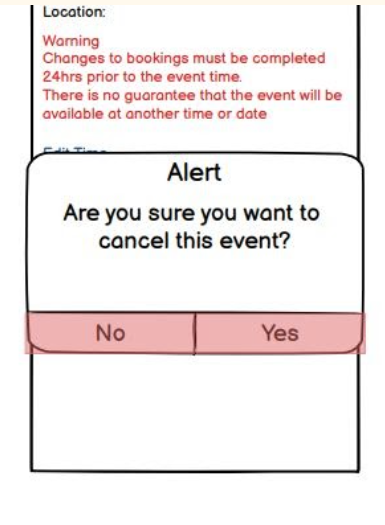 Location:
Warning
Changes to bookings must be completed
24hrs prior to the event time.
There is no guarantee that the event will be
available at another time or date
Edit Time
Alert
Are you sure you want to
cancel this event?
No Yes